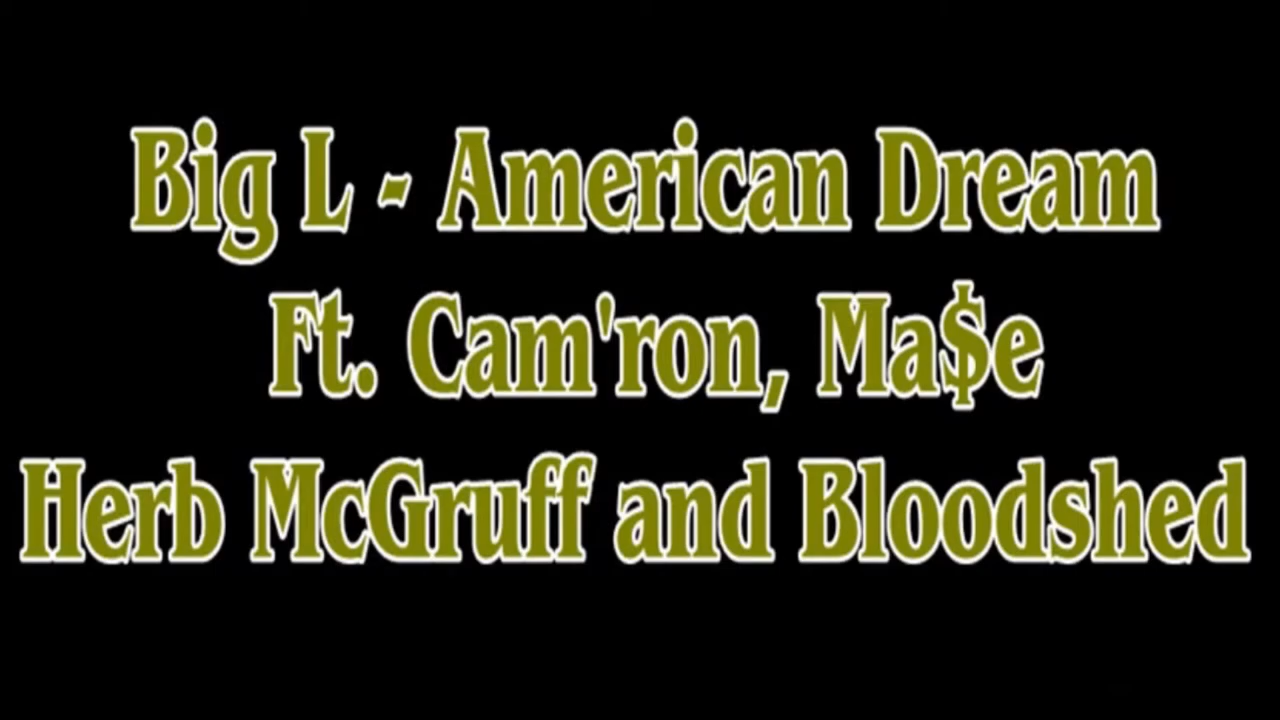 Big L - American Dream
Ft. Cam'ron, Ma$e
Herb McGruff and Bloodshed